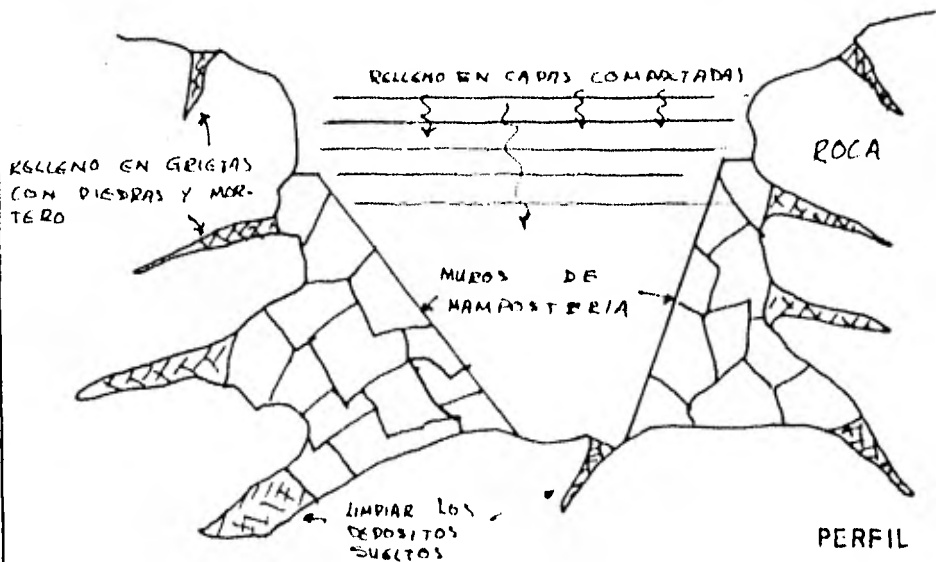 RELLENO EN CAPAS COMPACTADAS
RELLENO EN GRIETAS
CON PIEDRAS Y MOR-
TERO
ROCA
MUROS DE
MAMPOSTERIA
LIMPIAR LOS
DEPOSITOS
SUELTOS
PERFIL